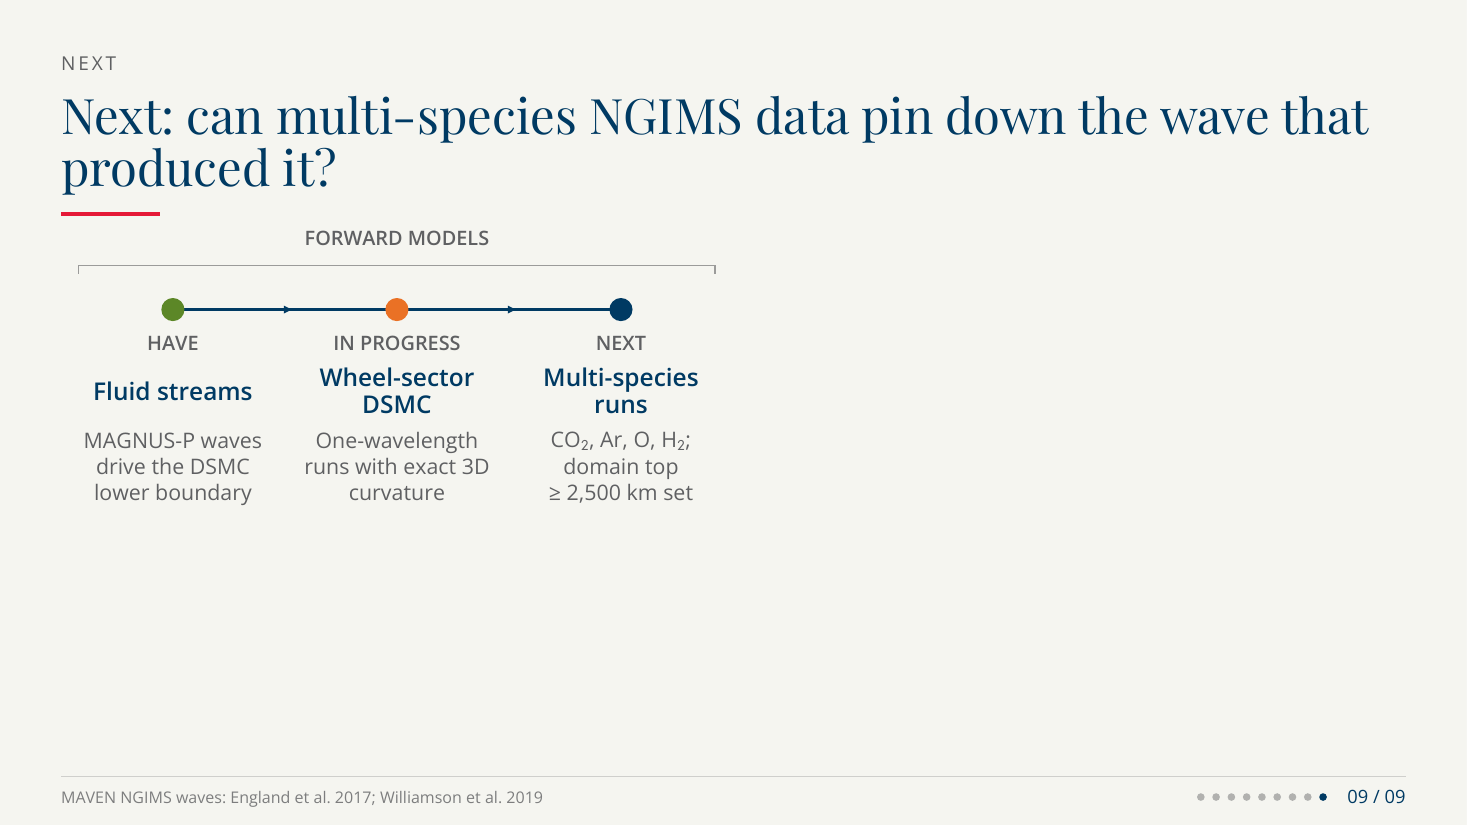 NEXT
Next: can multi-species NGIMS data pin down the wave that
produced it?
FORWARD MODELS
HAVE
Fluid streams
MAGNUS-P waves
drive the DSMC
lower boundary
IN PROGRESS
Wheel-sector
DSMC
One-wavelength
runs with exact 3D
curvature
NEXT
Multi-species
runs
CO₂, Ar, O, H₂;
domain top
≥ 2,500 km set
MAVEN NGIMS waves: England et al. 2017; Williamson et al. 2019
09 / 09